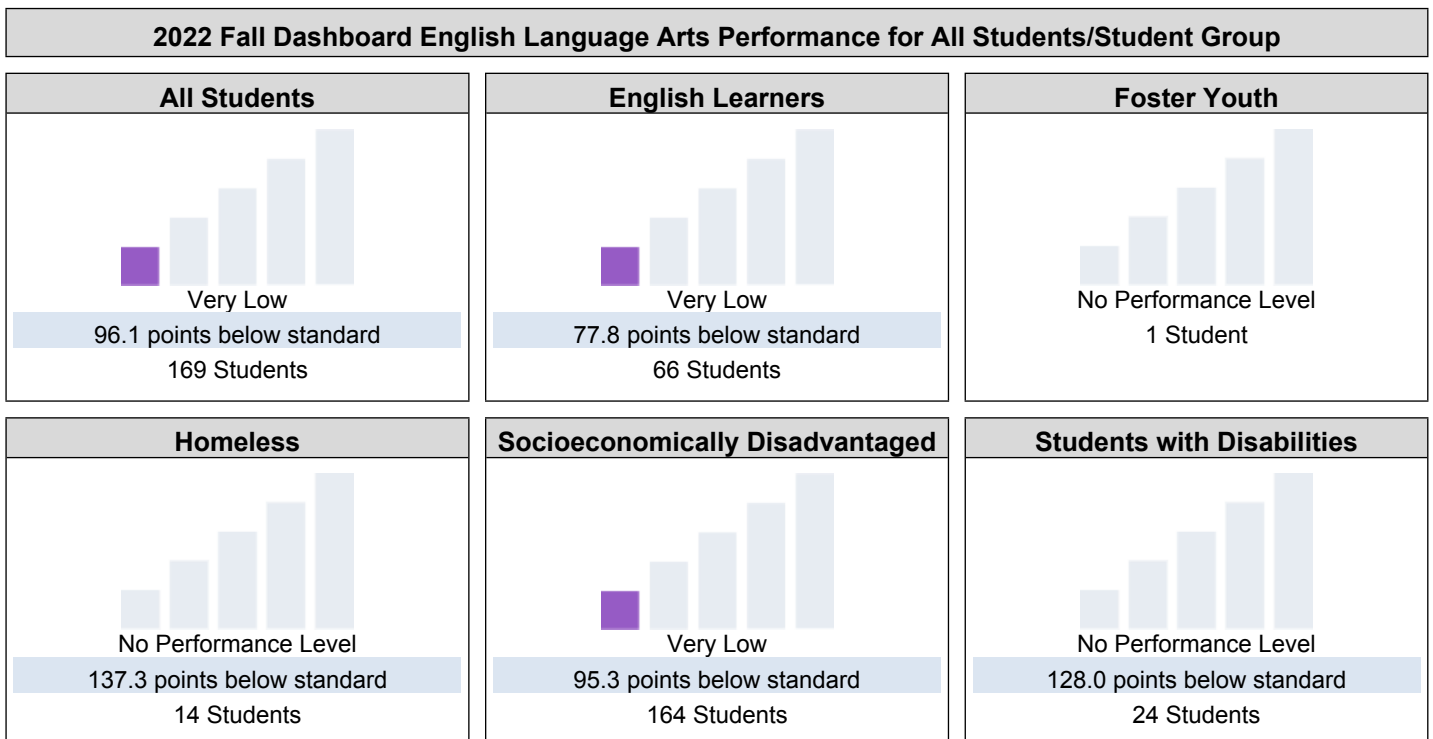 2022 Fall Dashboard English Language Arts Performance for All Students/Student Group
All Students
Very Low
96.1 points below standard
169 Students
English Learners
Very Low
77.8 points below standard
66 Students
Foster Youth
No Performance Level
1 Student
Homeless
No Performance Level
137.3 points below standard
14 Students
Socioeconomically Disadvantaged
Very Low
95.3 points below standard
164 Students
Students with Disabilities
No Performance Level
128.0 points below standard
24 Students